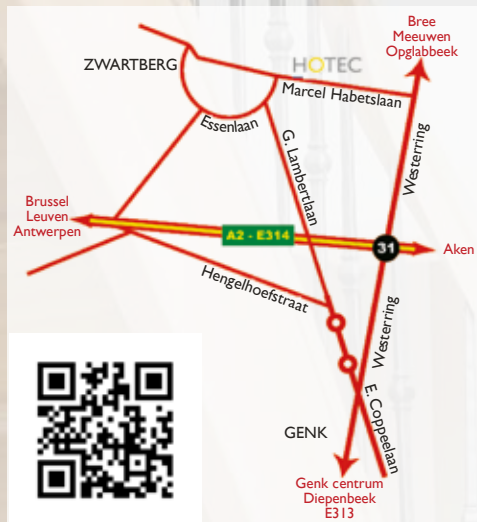 Bree
Meeuwen
Opglabbeek
ZWARTBERG
HOTEC
Marcel Habetslaan
Essenlaan
G. Lambertlaan
Westerring
Brussel
Leuven
Antwerpen
A2 - E314
31
Aken
Hengelhoefstraat
Westerring
E. Coppeelaan
GENK
Genk centrum
Diepenbeek
E313